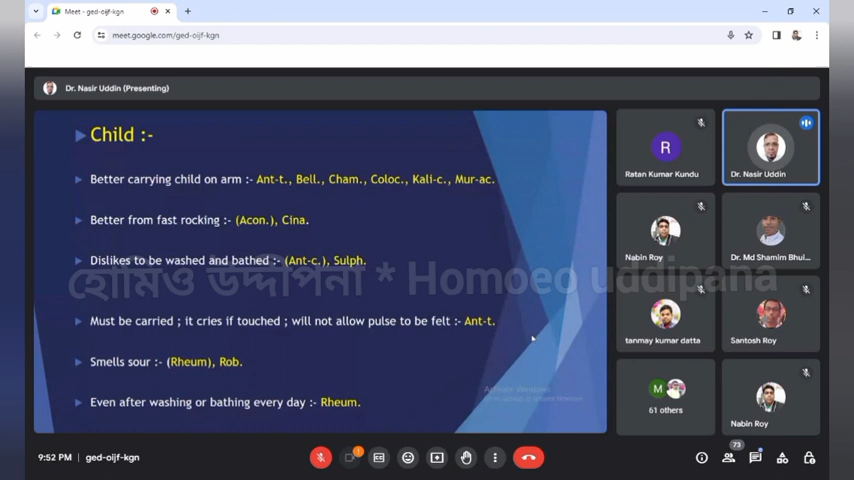 Meet - ged-oijf-kgn
meet.google.com/ged-oijf-kgn
Dr. Nasir Uddin (Presenting)
Child :-
Better carrying child on arm :- Ant-t., Bell., Cham., Coloc., Kali-c., Mur-ac.
Better from fast rocking :- (Acon.), Cina.
Dislikes to be washed and bathed :- (Ant-c.), Sulph.
হোমিও উদ্দীপনা * Homoeo uddipana
Must be carried ; it cries if touched ; will not allow pulse to be felt :- Ant-t.
Smells sour :- (Rheum), Rob.
Even after washing or bathing every day :- Rheum.
Activate Windows
R
Ratan Kumar Kundu
Dr. Nasir Uddin
Nabin Roy
Dr. Md Shamim Bhui...
tanmay kumar datta
Santosh Roy
M
61 others
Nabin Roy
9:52 PM | ged-oijf-kgn
1
73